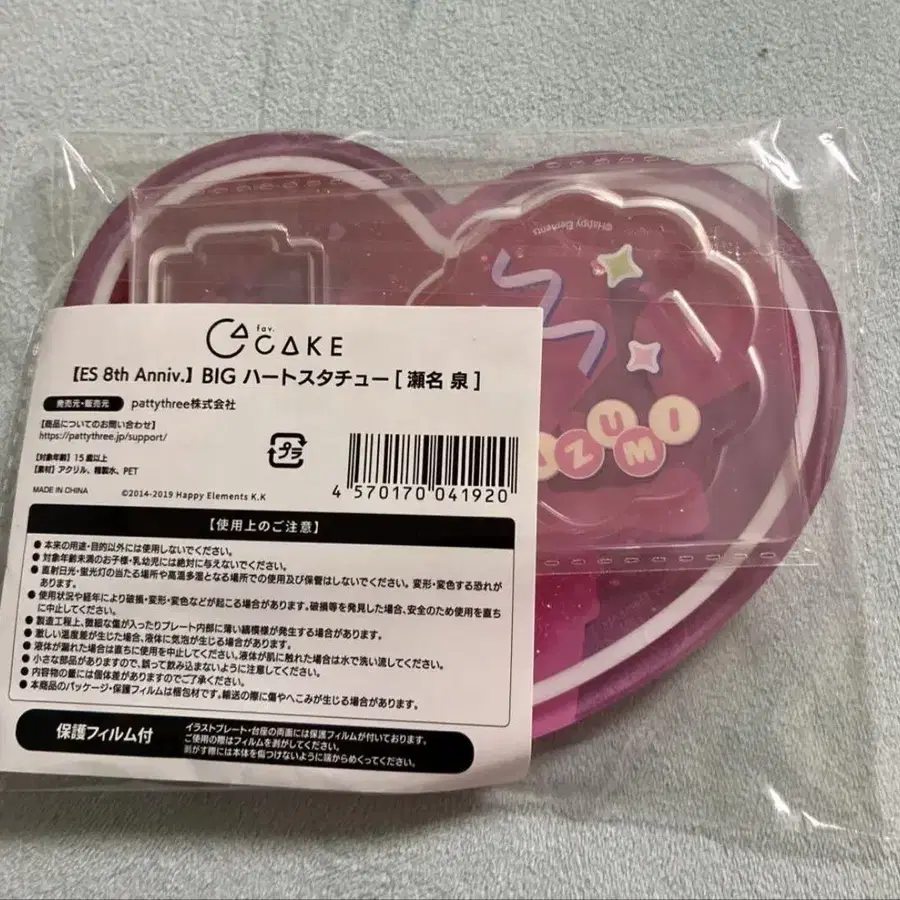 fav.
CAKE
【ES 8th Anniv.】BIG ハートスタチュー [ 瀬名 泉 ]
発売元・販売元 pattythree株式会社
【商品についてのお問い合わせ】
https://pattythree.jp/support/
【対象年齢】15歳以上
【素材】アクリル、精製水、PET
プラ
MADE IN CHINA
©2014-2019 Happy Elements K.K
4 570170 041920
【使用上のご注意】
● 本来の用途・目的以外には使用しないでください。
● 対象年齢未満のお子様・乳幼児には絶対に与えないでください。
● 直射日光・蛍光灯の当たる場所や高温多湿となる場所での使用及び保管はしないでください。変形・変色する恐れが
あります。
● 使用状況や経年により破損・変形・変色などが起こる場合があります。破損等を発見した場合、安全のため使用を直ち
に中止してください。
● 製造工程上、微細な傷が入ったりプレート内部に薄い縞模様が発生する場合があります。
● 激しい温度差が生じた場合、液体に気泡が生じる場合があります。
● 液体が漏れた場合は直ちに使用を中止してください。液体が肌に触れた場合は水で洗い流してください。
● 小さな部品がありますので、誤って飲み込まないように注意してください。
● 内容物の量には個体差がありますのでご了承ください。
● 本商品のパッケージ・保護フィルムは梱包材です。輸送の際に傷やへこみが生じる場合があります。
保護フィルム付
イラストプレート・台座の両面には保護フィルムが付いております。
ご使用の際はフィルムを剥がしてください。
剥がす際には本体を傷つけないように端からめくってください。
©Happy Elements
IZUMI